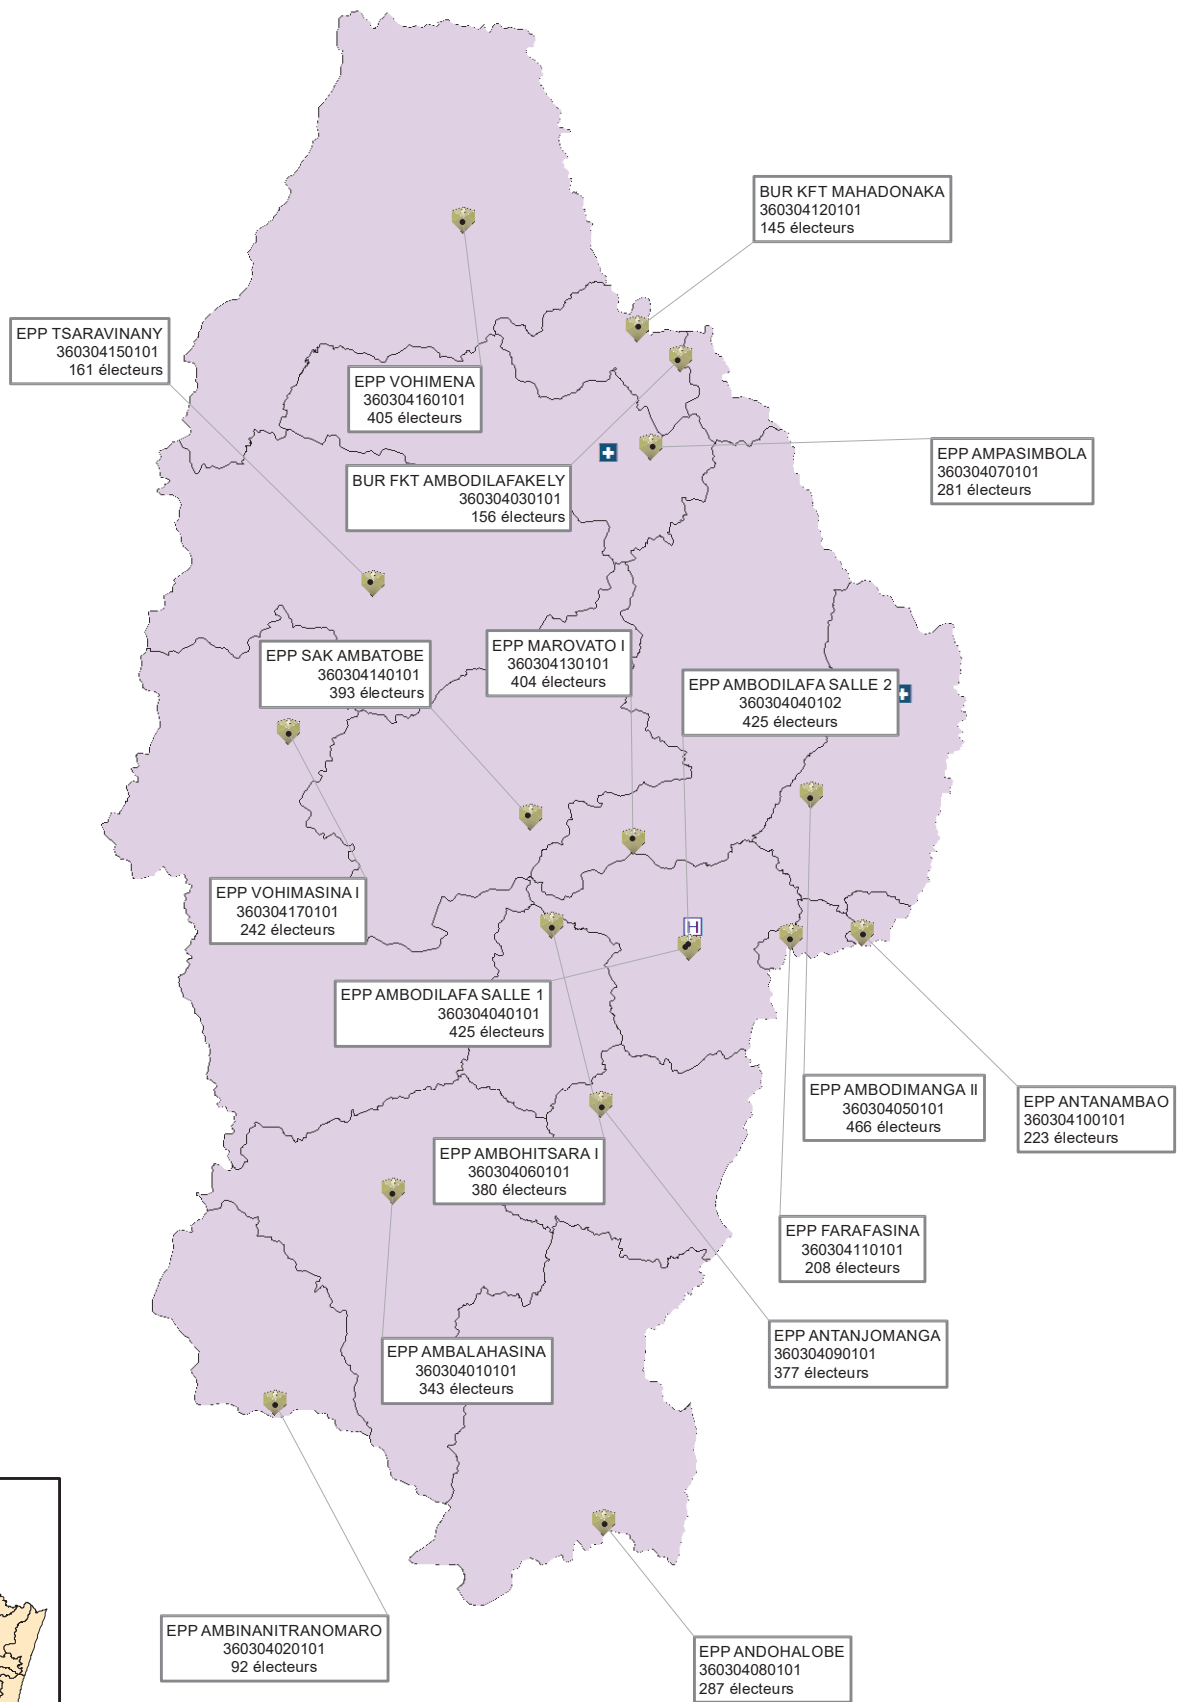 BUR KFT MAHADONAKA
360304120101
145 électeurs
EPP TSARAVINANY
360304150101
161 électeurs
EPP VOHIMENA
360304160101
405 électeurs
EPP AMPASIMBOLA
360304070101
281 électeurs
BUR FKT AMBODILAFAKELY
360304030101
156 électeurs
EPP MAROVATO I
360304130101
404 électeurs
EPP SAK AMBATOBE
360304140101
393 électeurs
EPP AMBODILAFA SALLE 2
360304040102
425 électeurs
EPP VOHIMASINA I
360304170101
242 électeurs
H
EPP AMBODILAFA SALLE 1
360304040101
425 électeurs
EPP AMBODIMANGA II
360304050101
466 électeurs
EPP ANTANAMBAO
360304100101
223 électeurs
EPP AMBOHITSARA I
360304060101
380 électeurs
EPP FARAFASINA
360304110101
208 électeurs
EPP ANTANJOMANGA
360304090101
377 électeurs
EPP AMBALAHASINA
360304010101
343 électeurs
EPP AMBINANITRANOMARO
360304020101
92 électeurs
EPP ANDOHALOBE
360304080101
287 électeurs